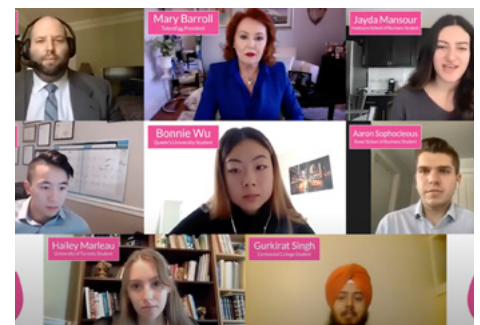 Mary Barroll
TalentEgg, President
Jayda Mansour
Bonnie Wu
Queen's University Student
Aaron Sophocleous
Hailey Marleau
University of Toronto Student
Gurkirat Singh
Centennial College Student